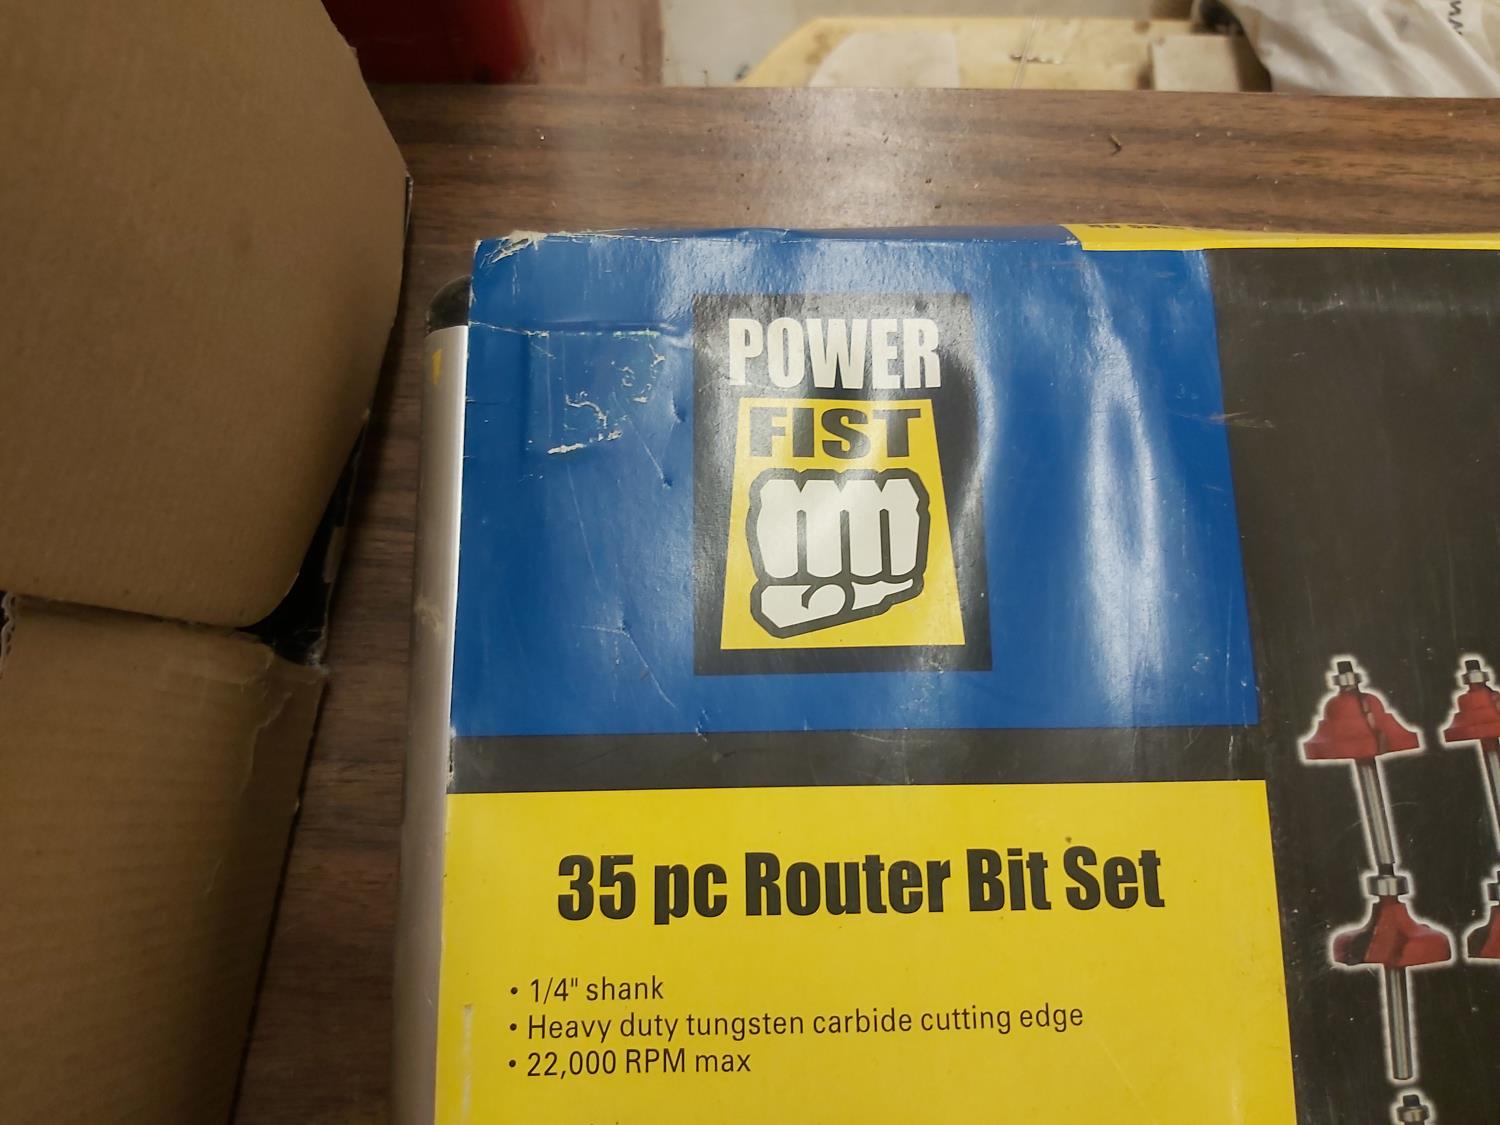 POWER
FIST
35 pc Router Bit Set
• 1/4" shank
• Heavy duty tungsten carbide cutting edge
• 22,000 RPM max